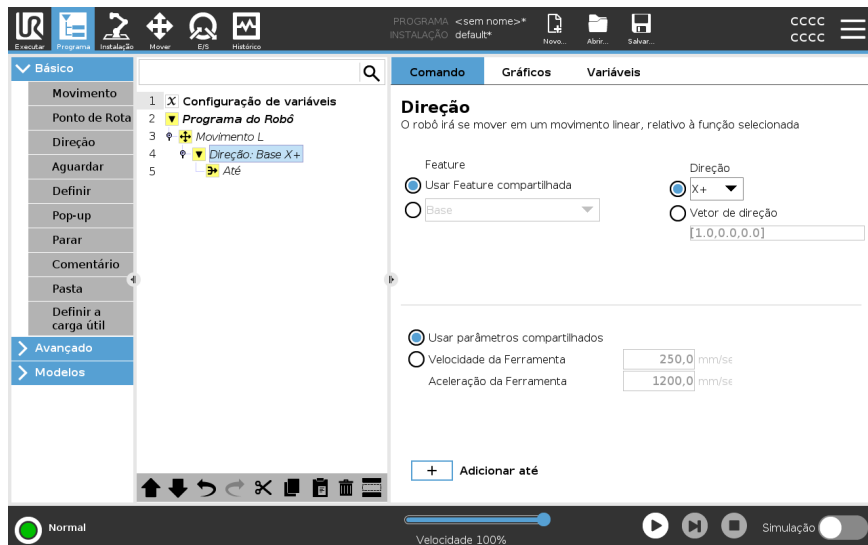 UR
PROGRAMA <sem nome>*
INSTALAÇÃO default*
Executar Programa Instalação Mover E/S Histórico Novo... Abrir... Salvar...
CCCC
CCCC
Básico
Movimento
Ponto de Rota
Direção
Aguardar
Definir
Pop-up
Parar
Comentário
Pasta
Definir a
carga útil
Avançado
Modelos
1 X Configuração de variáveis
2 Programa do Robô
3 Movimento L
4 Direção: Base X+
5 Até
Comando Gráficos Variáveis
Direção
O robô irá se mover em um movimento linear, relativo à função selecionada
Feature
Usar Feature compartilhada
Base
Direção
X+
Vetor de direção
[1.0,0.0,0.0]
Usar parâmetros compartilhados
Velocidade da Ferramenta 250,0 mm/se
Aceleração da Ferramenta 1200,0 mm/se
+ Adicionar até
Normal
Velocidade 100%
Simulação